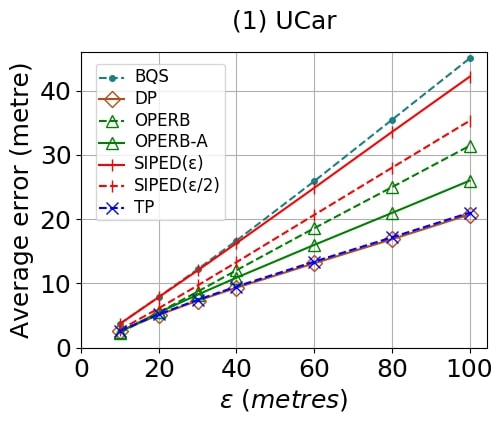 (1) UCar
Average error (metre)
40
30
20
10
0
BQS
DP
OPERB
OPERB-A
SIPED(ε)
SIPED(ε/2)
TP
0 20 40 60 80 100
ε (metres)